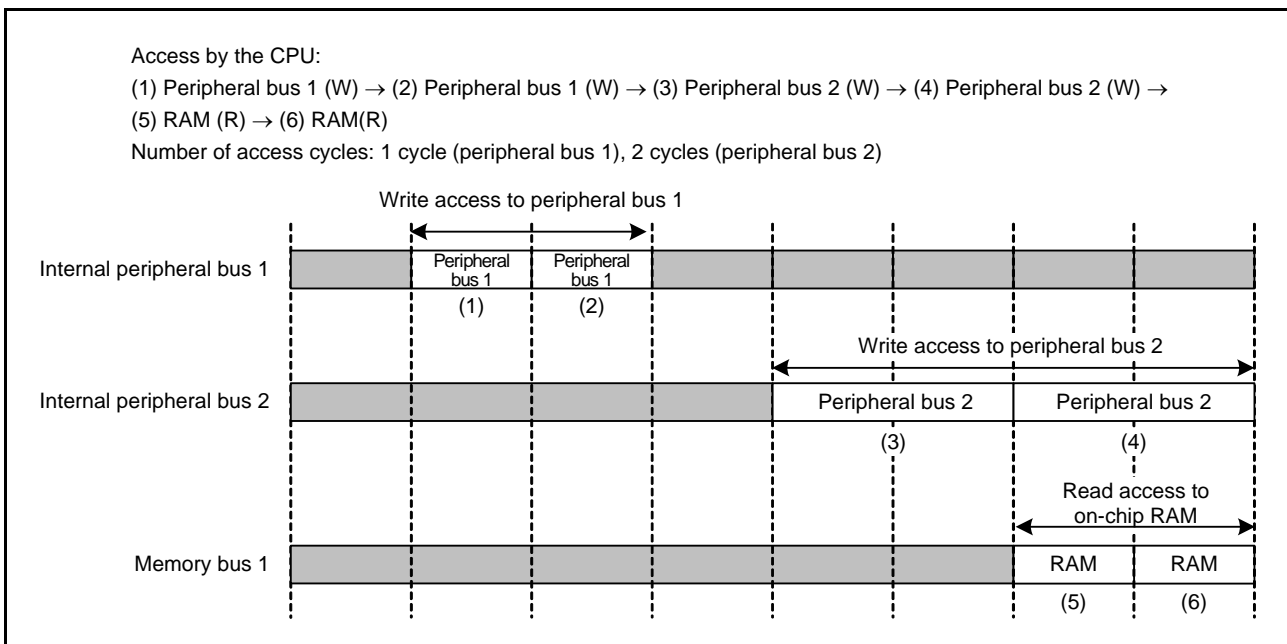 Access by the CPU:
(1) Peripheral bus 1 (W) → (2) Peripheral bus 1 (W) → (3) Peripheral bus 2 (W) → (4) Peripheral bus 2 (W) →
(5) RAM (R) → (6) RAM(R)
Number of access cycles: 1 cycle (peripheral bus 1), 2 cycles (peripheral bus 2)
Write access to peripheral bus 1
Internal peripheral bus 1
Peripheral
bus 1
Peripheral
bus 1
(1)
(2)
Write access to peripheral bus 2
Internal peripheral bus 2
Peripheral bus 2
Peripheral bus 2
(3)
(4)
Read access to
on-chip RAM
Memory bus 1
RAM
RAM
(5)
(6)